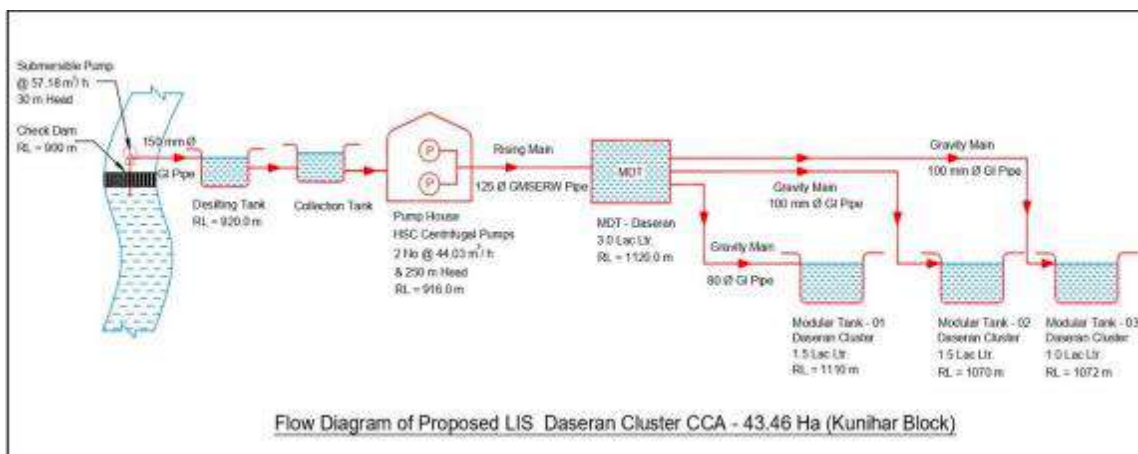 Submersible Pump
@ 57.18 m³/h
30 m Head
Check Dam
RL = 900 m
150 mm Ø
GI Pipe
Desilting Tank
RL = 920.0 m
Collection Tank
P
P
Pump House
HSC Centrifugal Pumps
2 No @ 44.03 m³/h
& 250 m Head
RL = 916.0 m
Rising Main
125 Ø GMSERW Pipe
MDT
MDT - Daseran
3.0 Lac Ltr.
Gravity Main
100 mm Ø GI Pipe
Gravity Main
100 mm Ø GI Pipe
Gravity Main
80 Ø GI Pipe
Modular Tank - 01
Daseran Cluster
1.5 Lac Ltr.
RL = 1110 m
Modular Tank - 02
Daseran Cluster
1.5 Lac Ltr.
RL = 1070 m
Modular Tank - 03
Daseran Cluster
1.0 Lac Ltr.
RL = 1072 m
Flow Diagram of Proposed LIS Daseran Cluster CCA - 43.46 Ha (Kunihar Block)